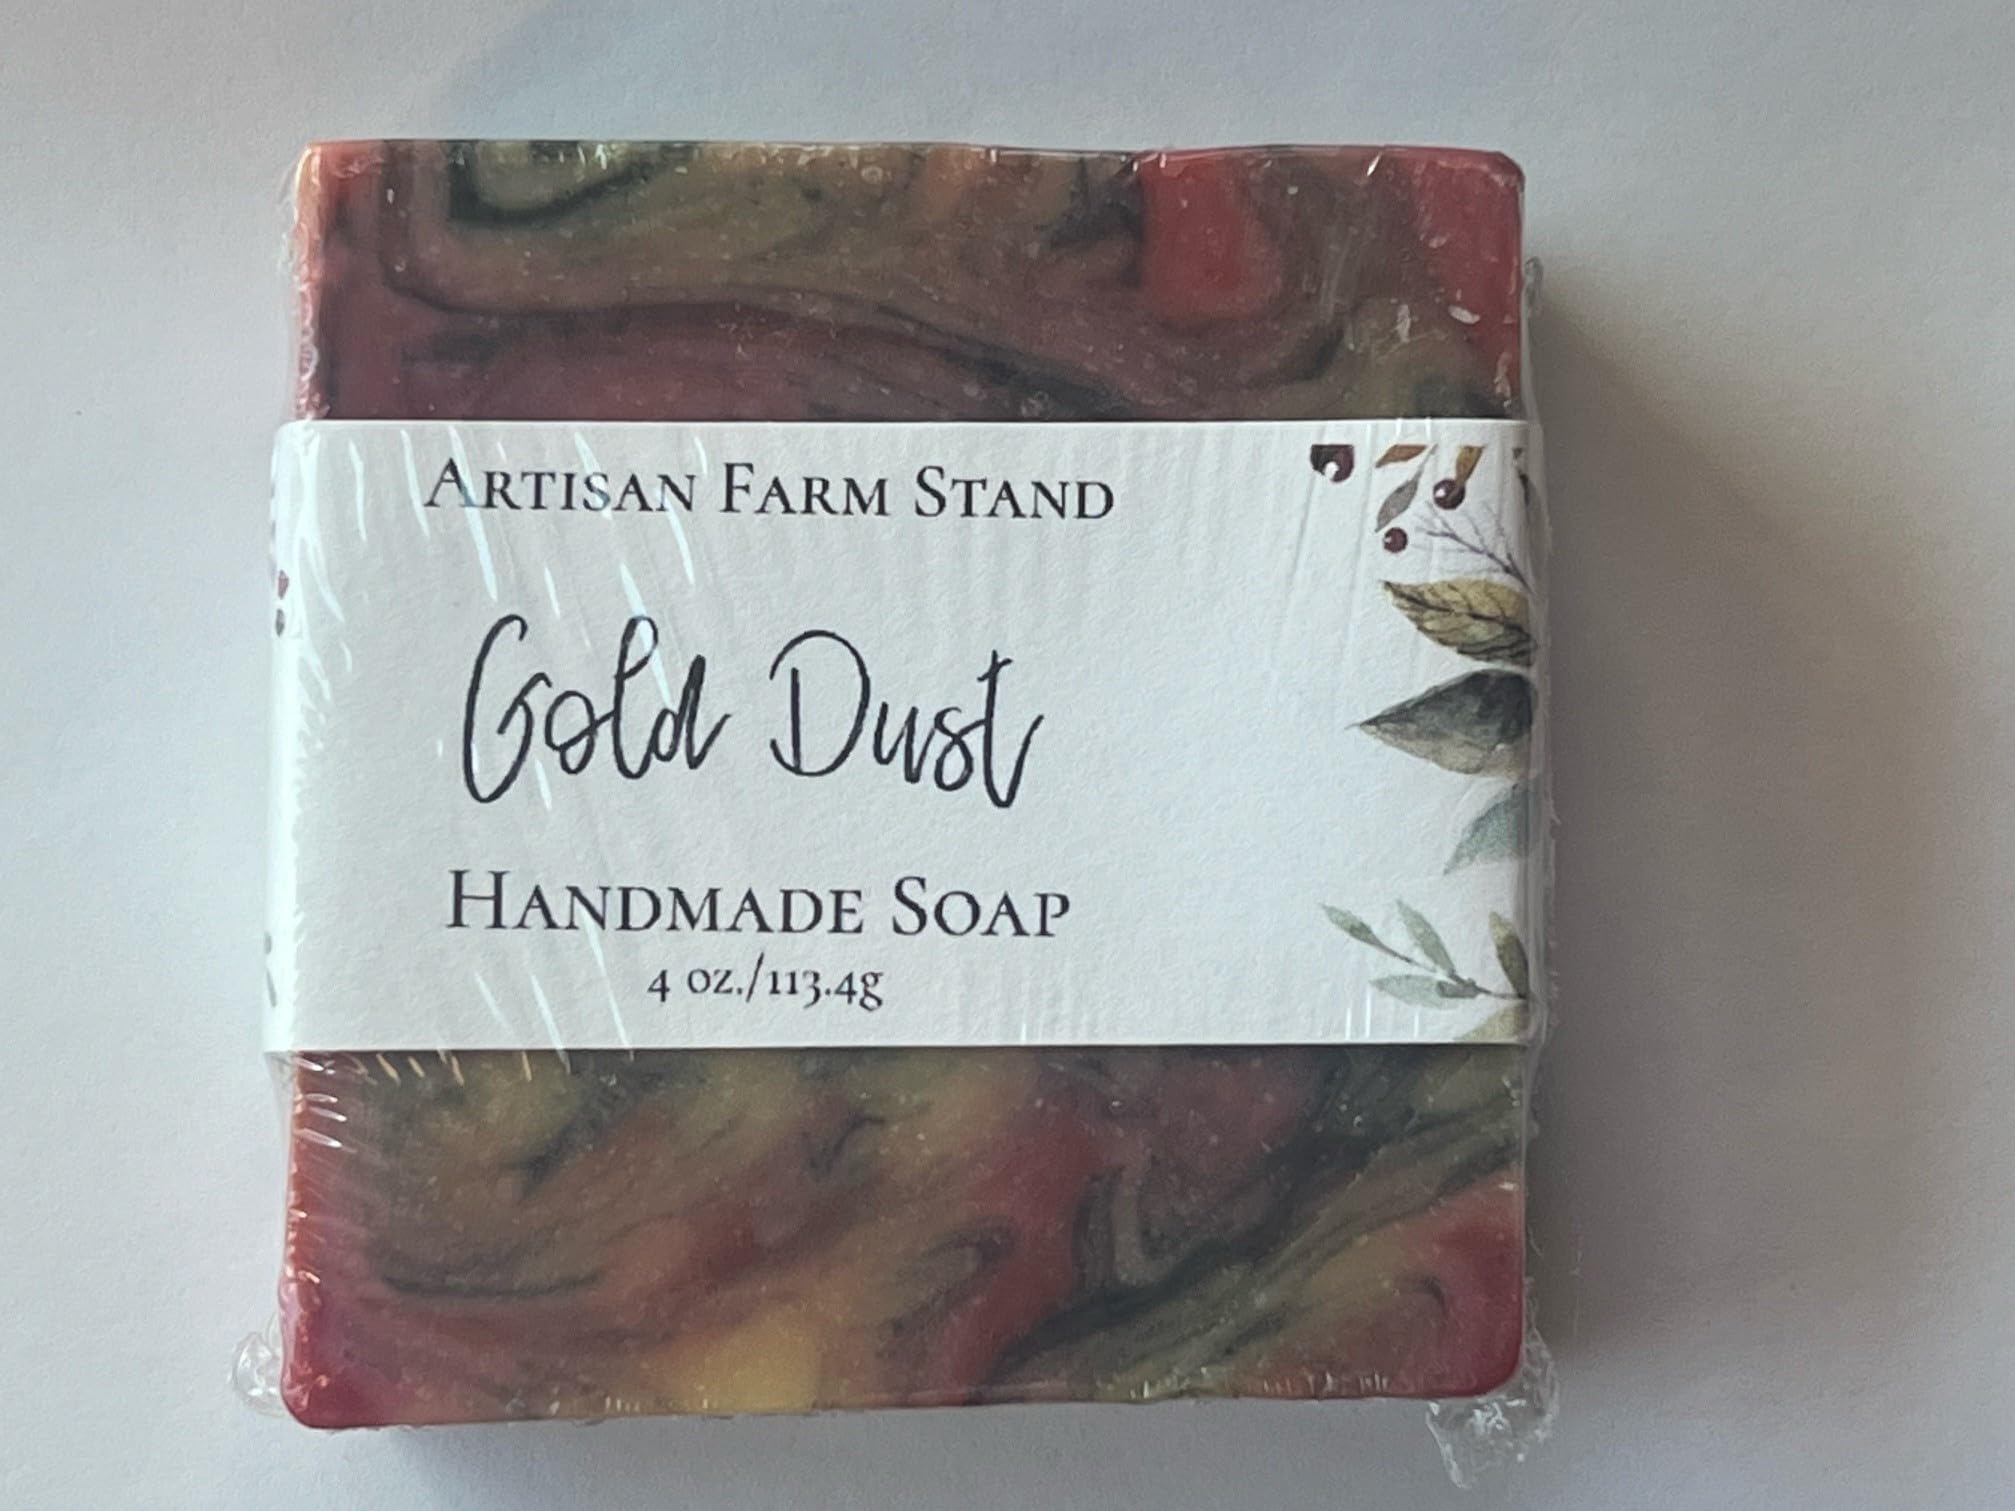 Artisan Farm Stand
Gold Dust
Handmade Soap
4 oz./113.4g